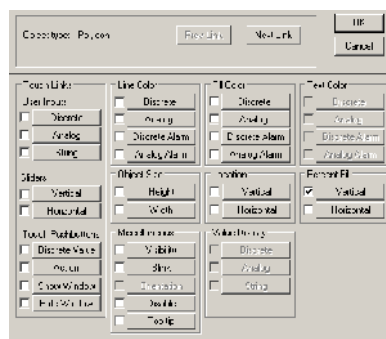 Object type: Polygon
Prev Link
Next Link
OK
Cancel
Touch Links
User Inputs
Discrete
Analog
String
Sliders
Vertical
Horizontal
Touch Pushbuttons
Discrete Value
Action
Show Window
Hide Window
Line Color
Discrete
Analog
Discrete Alarm
Analog Alarm
Object Size
Height
Width
Miscellaneous
Visibility
Blink
Orientation
Disable
Tooltip
Fill Color
Discrete
Analog
Discrete Alarm
Analog Alarm
Location
Vertical
Horizontal
Value Display
Discrete
Analog
String
Text Color
Discrete
Analog
Discrete Alarm
Analog Alarm
Percent Fill
Vertical
Horizontal